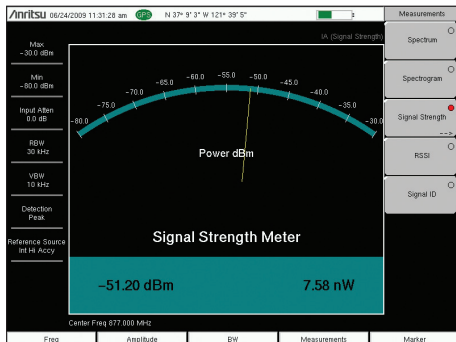 Anritsu 06/24/2009 11:31:28 am GPS N 37° 9' 3" W 121° 39' 5"
Measurements
IA (Signal Strength)
Max
-30.0 dBm
Min
-80.0 dBm
Input Atten
0.0 dB
RBW
30 kHz
VBW
10 kHz
Detection
Peak
Reference Source
Int Hi Accy
-80.0 -75.0 -70.0 -65.0 -60.0 -55.0 -50.0 -45.0 -40.0 -35.0 -30.0
Power dBm
Signal Strength Meter
-51.20 dBm 7.58 nW
Center Freq 877.000 MHz
Spectrum
Spectrogram
Signal Strength
-->
RSSI
Signal ID
Freq Amplitude BW Measurements Marker